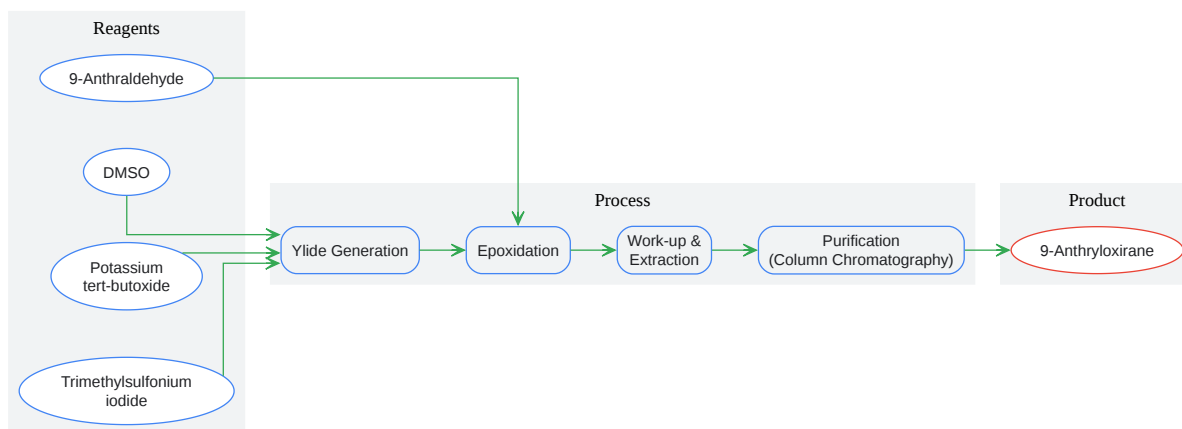 Reagents
9-Anthraldehyde
DMSO
Potassium
tert-butoxide
Trimethylsulfonium
iodide
Process
Ylide Generation
Epoxidation
Work-up &
Extraction
Purification
(Column Chromatography)
Product
9-Anthryloxirane